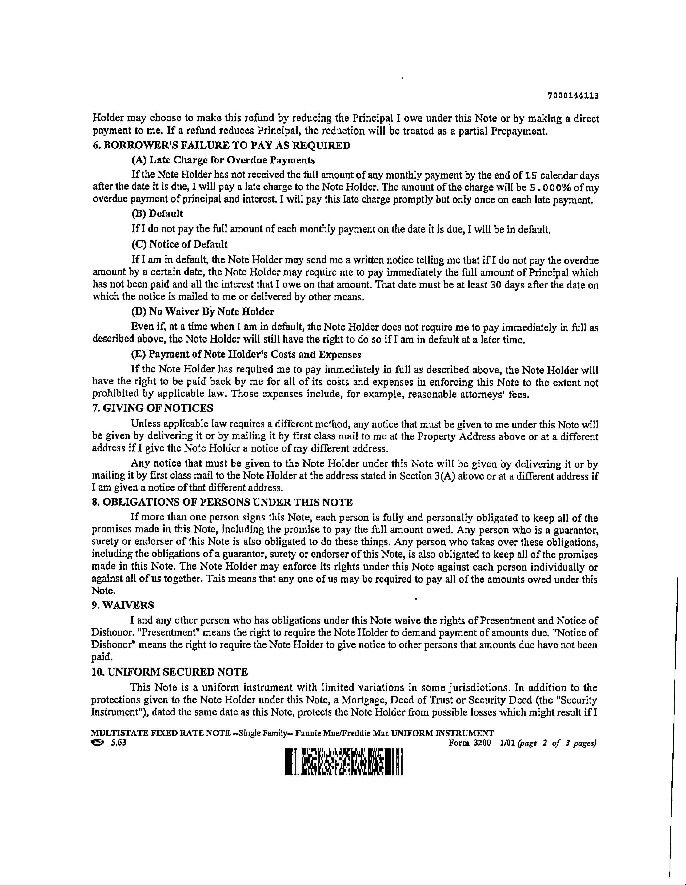 7000144113
Holder may choose to make this refund by reducing the Principal I owe under this Note or by making a direct
payment to me. If a refund reduces Principal, the reduction will be treated as a partial Prepayment.
6. BORROWER'S FAILURE TO PAY AS REQUIRED
(A) Late Charge for Overdue Payments
If the Note Holder has not received the full amount of any monthly payment by the end of 15 calendar days
after the date it is due, I will pay a late charge to the Note Holder. The amount of the charge will be 5.000% of my
overdue payment of principal and interest. I will pay this late charge promptly but only once on each late payment.
(B) Default
If I do not pay the full amount of each monthly payment on the date it is due, I will be in default.
(C) Notice of Default
If I am in default, the Note Holder may send me a written notice telling me that if I do not pay the overdue
amount by a certain date, the Note Holder may require me to pay immediately the full amount of Principal which
has not been paid and all the interest that I owe on that amount. That date must be at least 30 days after the date on
which the notice is mailed to me or delivered by other means.
(D) No Waiver By Note Holder
Even if, at a time when I am in default, the Note Holder does not require me to pay immediately in full as
described above, the Note Holder will still have the right to do so if I am in default at a later time.
(E) Payment of Note Holder's Costs and Expenses
If the Note Holder has required me to pay immediately in full as described above, the Note Holder will
have the right to be paid back by me for all of its costs and expenses in enforcing this Note to the extent not
prohibited by applicable law. Those expenses include, for example, reasonable attorneys' fees.
7. GIVING OF NOTICES
Unless applicable law requires a different method, any notice that must be given to me under this Note will
be given by delivering it or by mailing it by first class mail to me at the Property Address above or at a different
address if I give the Note Holder a notice of my different address.
Any notice that must be given to the Note Holder under this Note will be given by delivering it or by
mailing it by first class mail to the Note Holder at the address stated in Section 3(A) above or at a different address if
I am given a notice of that different address.
8. OBLIGATIONS OF PERSONS UNDER THIS NOTE
If more than one person signs this Note, each person is fully and personally obligated to keep all of the
promises made in this Note, including the promise to pay the full amount owed. Any person who is a guarantor,
surety or endorser of this Note is also obligated to do these things. Any person who takes over these obligations,
including the obligations of a guarantor, surety or endorser of this Note, is also obligated to keep all of the promises
made in this Note. The Note Holder may enforce its rights under this Note against each person individually or
against all of us together. This means that any one of us may be required to pay all of the amounts owed under this
Note.
9. WAIVERS
I and any other person who has obligations under this Note waive the rights of Presentment and Notice of
Dishonor. "Presentment" means the right to require the Note Holder to demand payment of amounts due. "Notice of
Dishonor" means the right to require the Note Holder to give notice to other persons that amounts due have not been
paid.
10. UNIFORM SECURED NOTE
This Note is a uniform instrument with limited variations in some jurisdictions. In addition to the
protections given to the Note Holder under this Note, a Mortgage, Deed of Trust or Security Deed (the "Security
Instrument"), dated the same date as this Note, protects the Note Holder from possible losses which might result if I
MULTISTATE FIXED RATE NOTE --Single Family-- Fannie Mae/Freddie Mac UNIFORM INSTRUMENT
5.63 Form 3200 1/01 (page 2 of 3 pages)